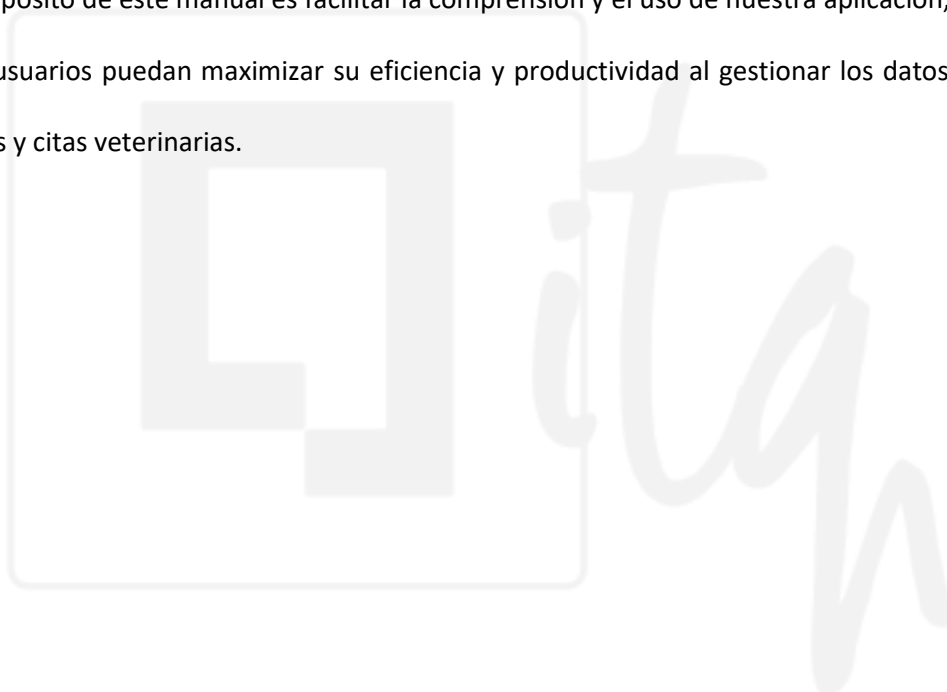 pósito de este manual es facilitar la comprensión y el uso de nuestra aplicación,
usuarios puedan maximizar su eficiencia y productividad al gestionar los datos
s y citas veterinarias.
itq